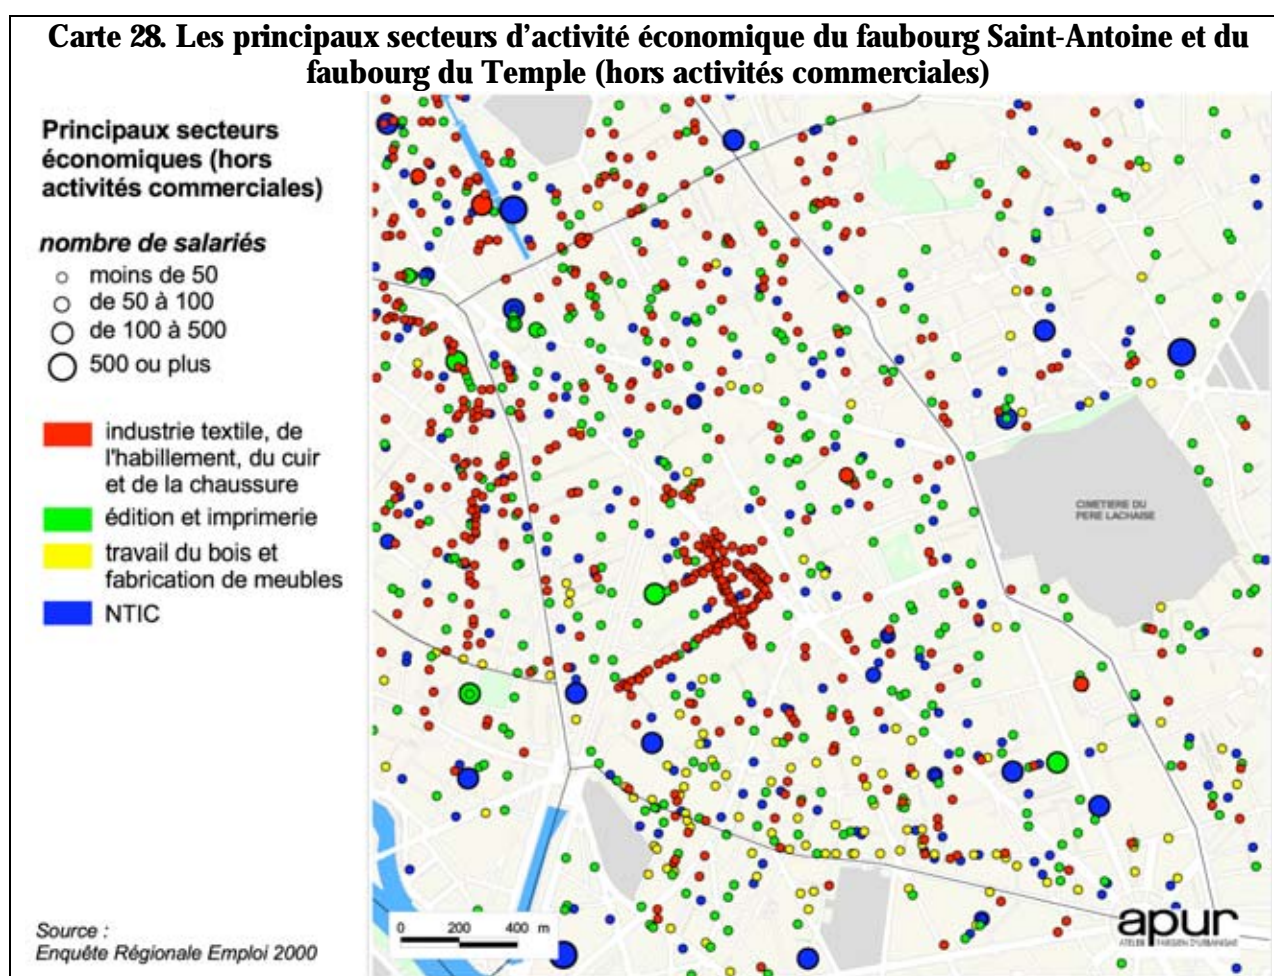 Carte 28. Les principaux secteurs d'activité économique du faubourg Saint-Antoine et du
faubourg du Temple (hors activités commerciales)
Principaux secteurs
économiques (hors
activités commerciales)
nombre de salariés
moins de 50
de 50 à 100
de 100 à 500
500 ou plus
industrie textile, de
l'habillement, du cuir
et de la chaussure
édition et imprimerie
travail du bois et
fabrication de meubles
NTIC
Source :
Enquête Régionale Emploi 2000
CIMETIERE DU
PERE LACHAISE
0 200 400 m
apur
ATELIER PARISIEN D'URBANISME